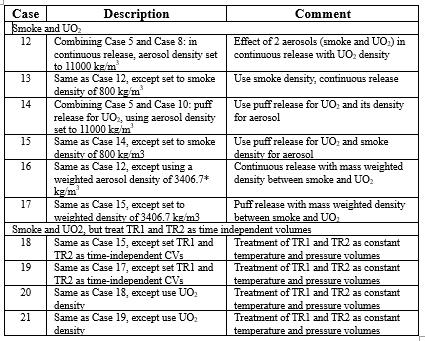 Case Description Comment
Smoke and UO₂
12 Combining Case 5 and Case 8: in Effect of 2 aerosols (smoke and UO₂) in
continuous release, aerosol density set continuous release with UO₂ density
to 11000 kg/m³
13 Same as Case 12, except set to smoke Use smoke density, continuous release
density of 800 kg/m³
14 Combining Case 5 and Case 10: puff Use puff release for UO₂ and its density
release for UO₂, using aerosol density for aerosol
set to 11000 kg/m³
15 Same as Case 14, except set to smoke Use puff release for UO₂ and smoke
density of 800 kg/m3 density for aerosol
16 Same as Case 12, except using a Continuous release with mass weighted
weighted aerosol density of 3406.7* density between smoke and UO₂
kg/m³
17 Same as Case 15, except set to Puff release with mass weighted density
weighted density of 3406.7 kg/m3 between smoke and UO₂
Smoke and UO2, but treat TR1 and TR2 as time independent volumes
18 Same as Case 15, except set TR1 and Treatment of TR1 and TR2 as constant
TR2 as time-independent CVs temperature and pressure volumes
19 Same as Case 17, except set TR1 and Treatment of TR1 and TR2 as constant
TR2 as time-independent CVs temperature and pressure volumes
20 Same as Case 18, except use UO₂ Treatment of TR1 and TR2 as constant
density temperature and pressure volumes
21 Same as Case 19, except use UO₂ Treatment of TR1 and TR2 as constant
density temperature and pressure volumes